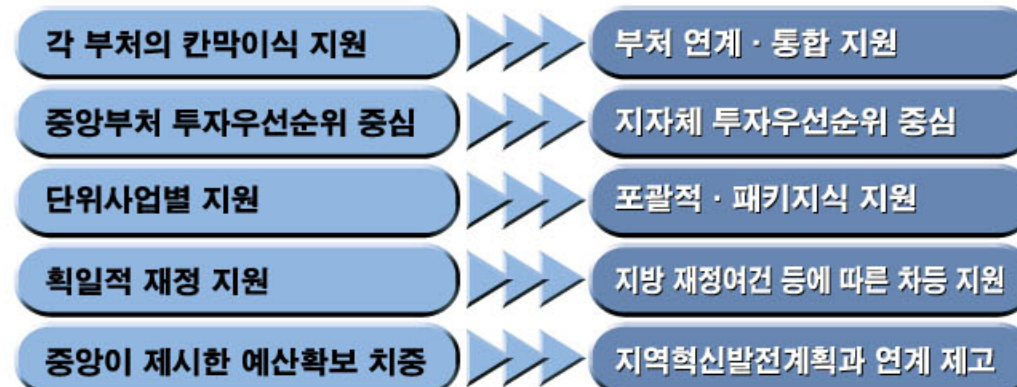 각 부처의 칸막이식 지원
부처 연계 · 통합 지원
중앙부처 투자우선순위 중심
지자체 투자우선순위 중심
단위사업별 지원
포괄적 · 패키지식 지원
획일적 재정 지원
지방 재정여건 등에 따른 차등 지원
중앙이 제시한 예산확보 치중
지역혁신발전계획과 연계 제고